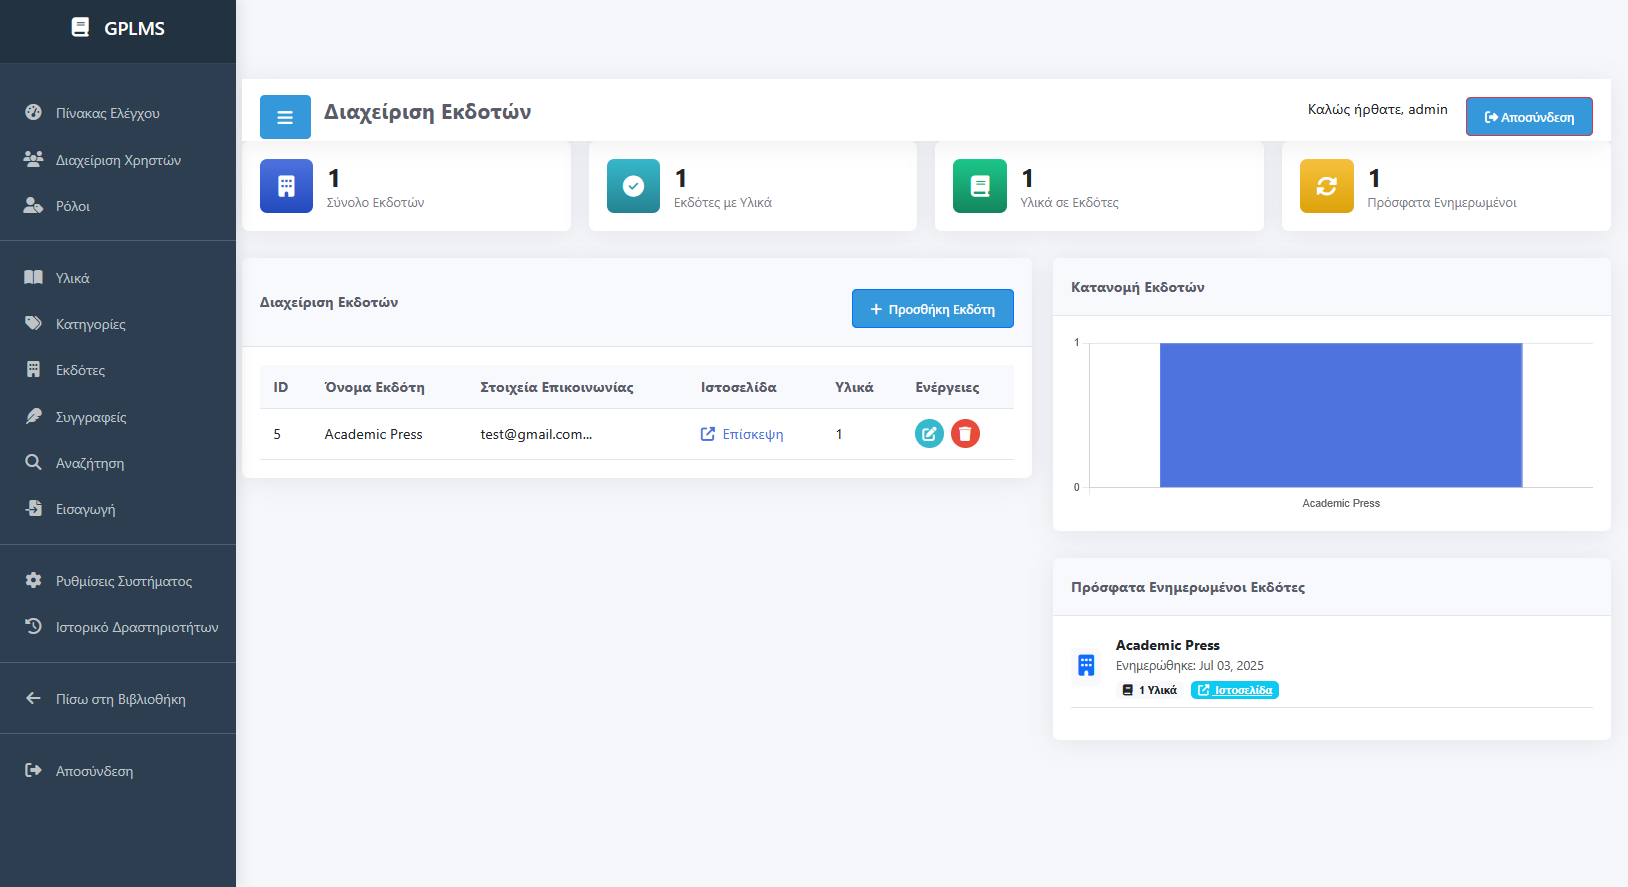 GPLMS
Πίνακας Ελέγχου
Διαχείριση Χρηστών
Ρόλοι
Υλικά
Κατηγορίες
Εκδότες
Συγγραφείς
Αναζήτηση
Εισαγωγή
Ρυθμίσεις Συστήματος
Ιστορικό Δραστηριοτήτων
Πίσω στη Βιβλιοθήκη
Αποσύνδεση
Διαχείριση Εκδοτών
Καλώς ήρθατε, admin
Αποσύνδεση
1
Σύνολο Εκδοτών
1
Εκδότες με Υλικά
1
Υλικά σε Εκδότες
1
Πρόσφατα Ενημερωμένοι
Διαχείριση Εκδοτών
+ Προσθήκη Εκδότη
ID Όνομα Εκδότη Στοιχεία Επικοινωνίας Ιστοσελίδα Υλικά Ενέργειες
5 Academic Press test@gmail.com... Επίσκεψη 1
Κατανομή Εκδοτών
1
0
Academic Press
Πρόσφατα Ενημερωμένοι Εκδότες
Academic Press
Ενημερώθηκε: Jul 03, 2025
1 Υλικά Ιστοσελίδα